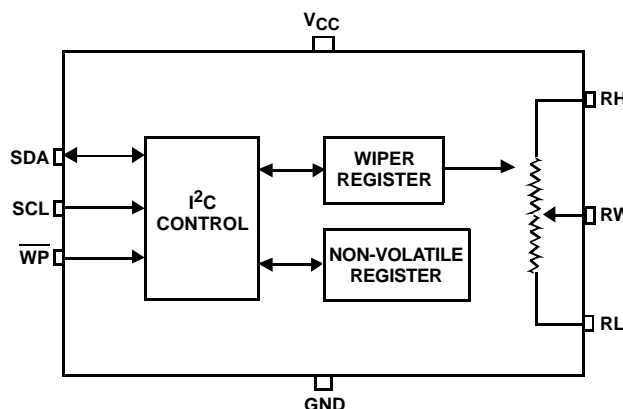 VCC
RH
SDA
SCL
WP
I²C
CONTROL
WIPER
REGISTER
NON-VOLATILE
REGISTER
RW
RL
GND